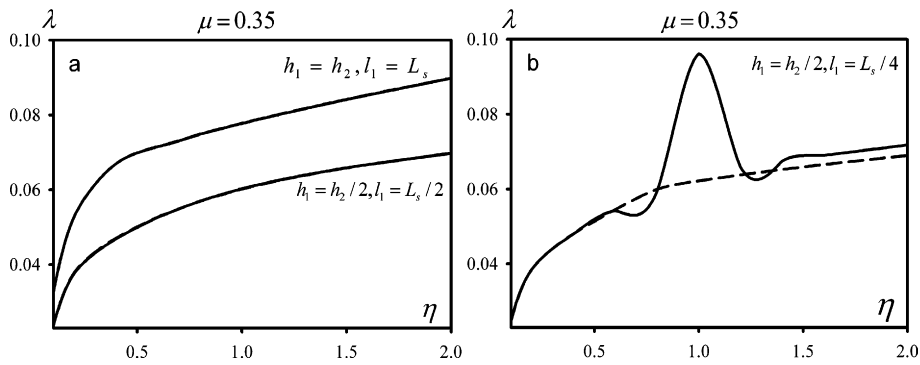 λ μ = 0.35
0.10
a
h₁ = h₂ , l₁ = Lₛ
0.08
0.06
h₁ = h₂ / 2, l₁ = Lₛ / 2
0.04
η
0.5 1.0 1.5 2.0
λ μ = 0.35
0.10
b
h₁ = h₂ / 2, l₁ = Lₛ / 4
0.08
0.06
0.04
η
0.5 1.0 1.5 2.0